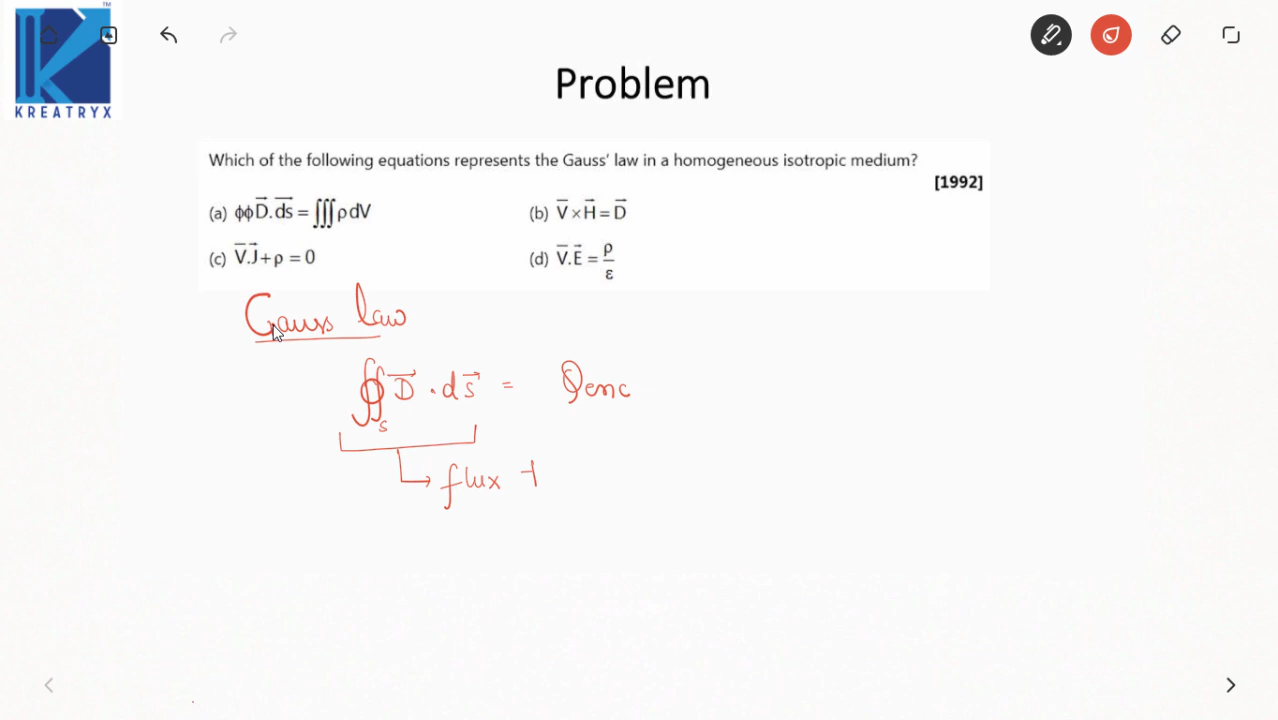 KREATRYX
Problem
Which of the following equations represents the Gauss' law in a homogeneous isotropic medium?
[1992]
(a) ϕϕD⃗.d̅s̅ = ∭ρdV
(b) V̅×H⃗ = D⃗
(c) V̅.J⃗+ρ = 0
(d) V̅.E⃗ = ρ/ε
Gauss law
∯s D⃗ . ds⃗ = Qenc
flux